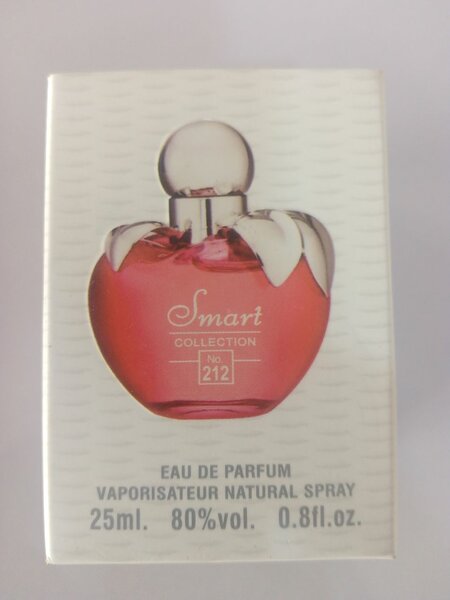 Smart
COLLECTION
No.
212
EAU DE PARFUM
VAPORISATEUR NATURAL SPRAY
25ml. 80%vol. 0.8fl.oz.